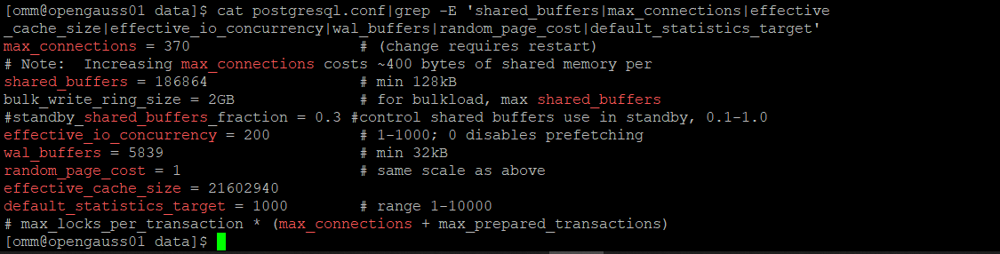 [omm@opengauss01 data]$ cat postgresql.conf|grep -E 'shared_buffers|max_connections|effective
_cache_size|effective_io_concurrency|wal_buffers|random_page_cost|default_statistics_target'
max_connections = 370                   # (change requires restart)
# Note:  Increasing max_connections costs ~400 bytes of shared memory per
shared_buffers = 186864                 # min 128kB
bulk_write_ring_size = 2GB              # for bulkload, max shared_buffers
#standby_shared_buffers_fraction = 0.3 #control shared buffers use in standby, 0.1-1.0
effective_io_concurrency = 200          # 1-1000; 0 disables prefetching
wal_buffers = 5839                      # min 32kB
random_page_cost = 1                    # same scale as above
effective_cache_size = 21602940
default_statistics_target = 1000        # range 1-10000
# max_locks_per_transaction * (max_connections + max_prepared_transactions)
[omm@opengauss01 data]$